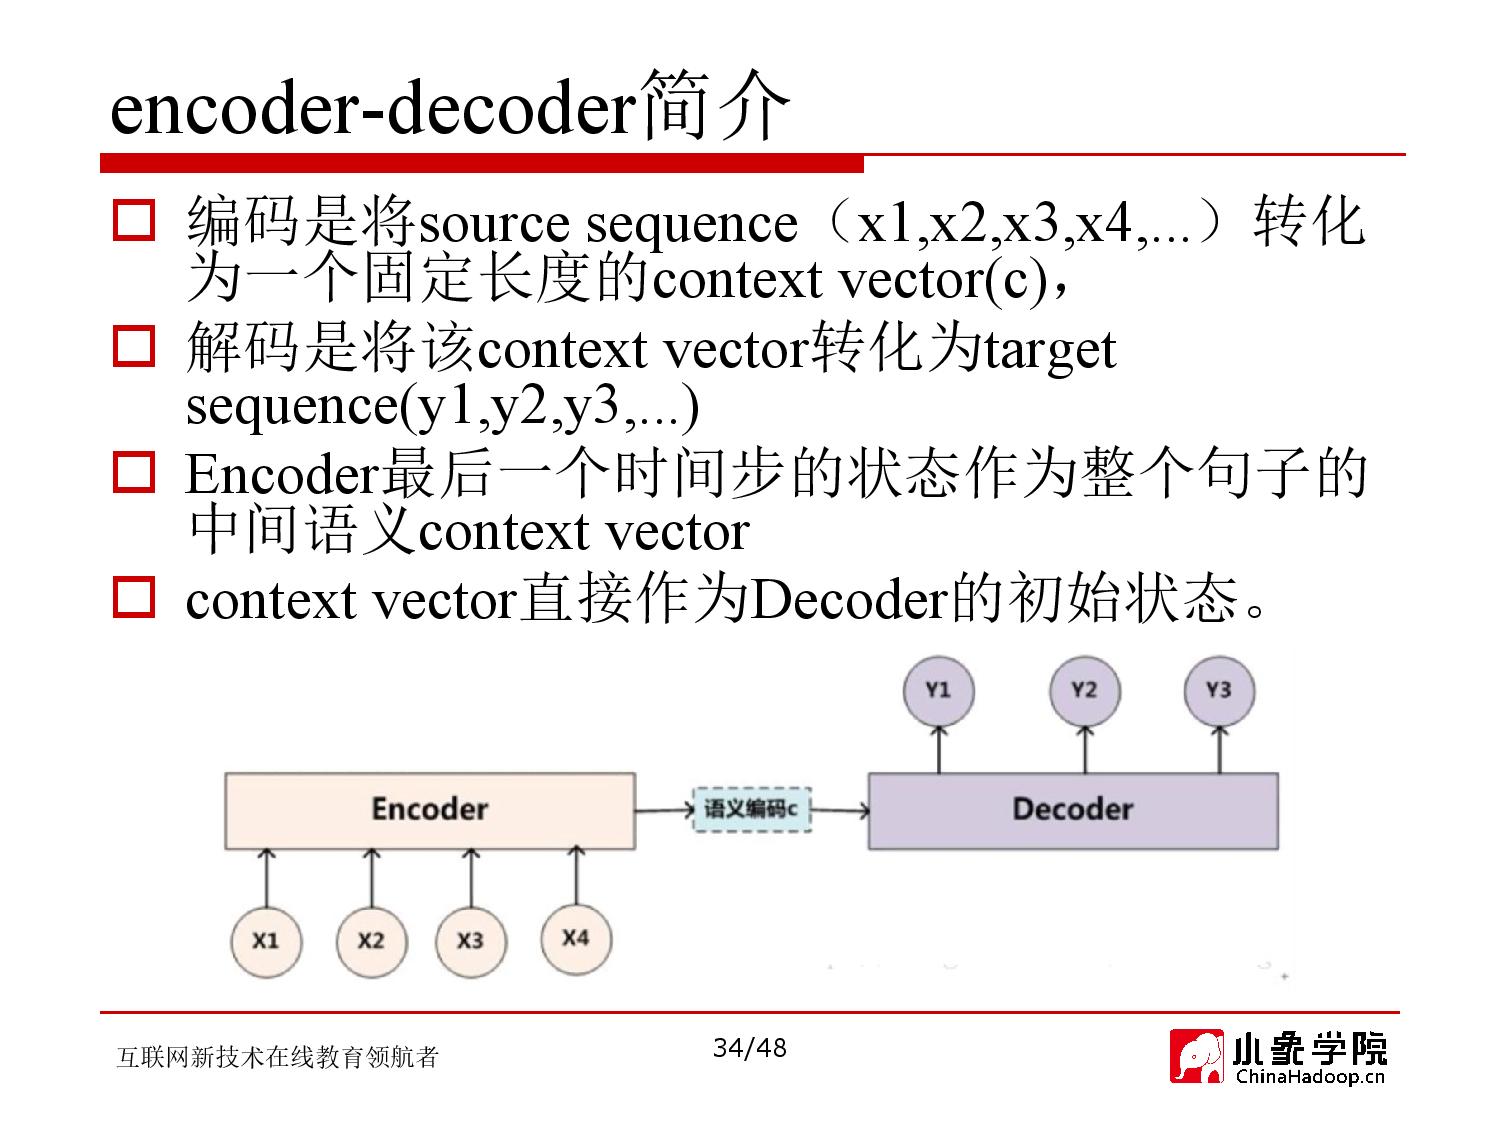 encoder-decoder简介
编码是将source sequence（x1,x2,x3,x4,...）转化
为一个固定长度的context vector(c)，
解码是将该context vector转化为target
sequence(y1,y2,y3,...)
Encoder最后一个时间步的状态作为整个句子的
中间语义context vector
context vector直接作为Decoder的初始状态。
Y1 Y2 Y3
Encoder 语义编码c Decoder
X1 X2 X3 X4
互联网新技术在线教育领航者
34/48
小象学院
ChinaHadoop.cn